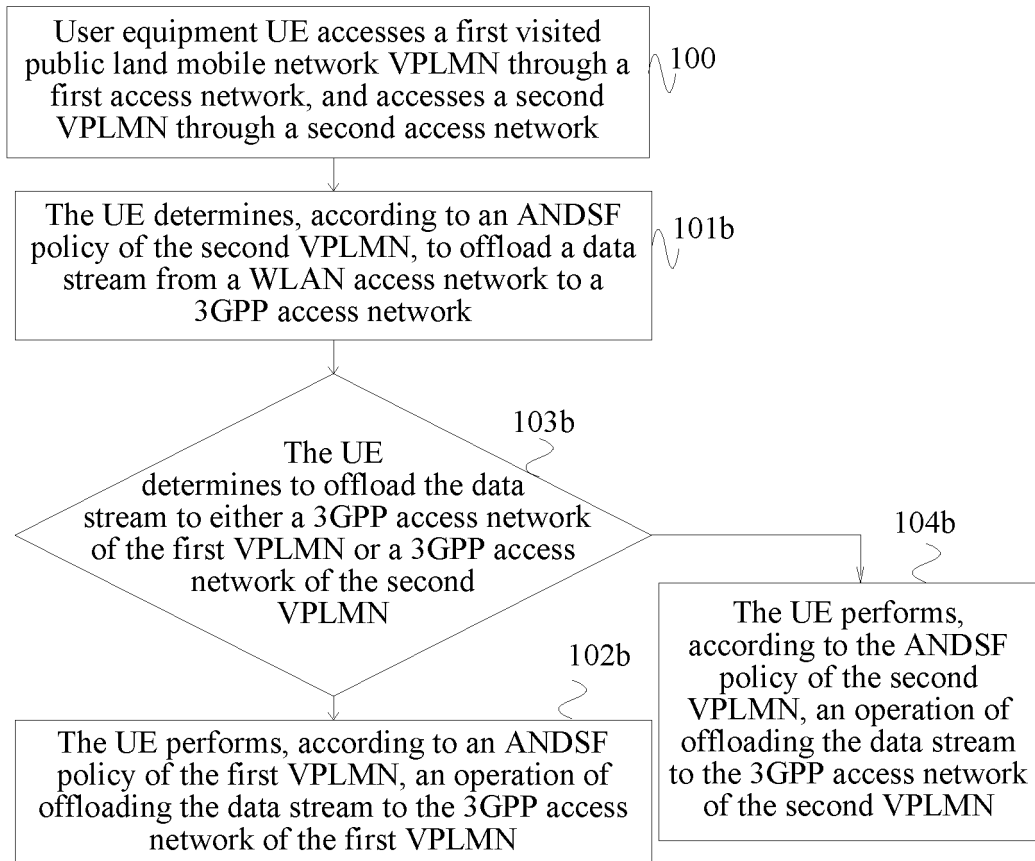 User equipment UE accesses a first visited
public land mobile network VPLMN through a
first access network, and accesses a second
VPLMN through a second access network
100
The UE determines, according to an ANDSF
policy of the second VPLMN, to offload a data
stream from a WLAN access network to a
3GPP access network
101b
103b
The UE
determines to offload the data
stream to either a 3GPP access network
of the first VPLMN or a 3GPP access
network of the second
VPLMN
104b
The UE performs,
according to the ANDSF
policy of the second
VPLMN, an operation of
offloading the data stream
to the 3GPP access network
of the second VPLMN
102b
The UE performs, according to an ANDSF
policy of the first VPLMN, an operation of
offloading the data stream to the 3GPP access
network of the first VPLMN